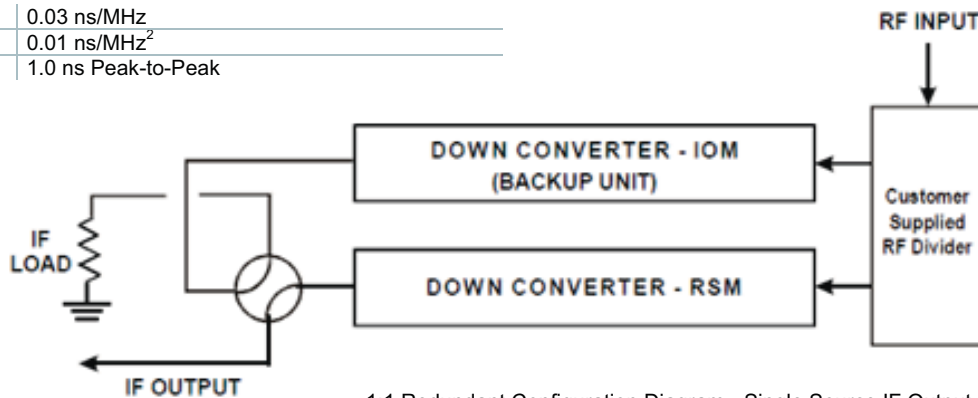 0.03 ns/MHz
0.01 ns/MHz²
1.0 ns Peak-to-Peak
RF INPUT
DOWN CONVERTER - IOM
(BACKUP UNIT)
Customer
Supplied
RF Divider
IF
LOAD
DOWN CONVERTER - RSM
IF OUTPUT